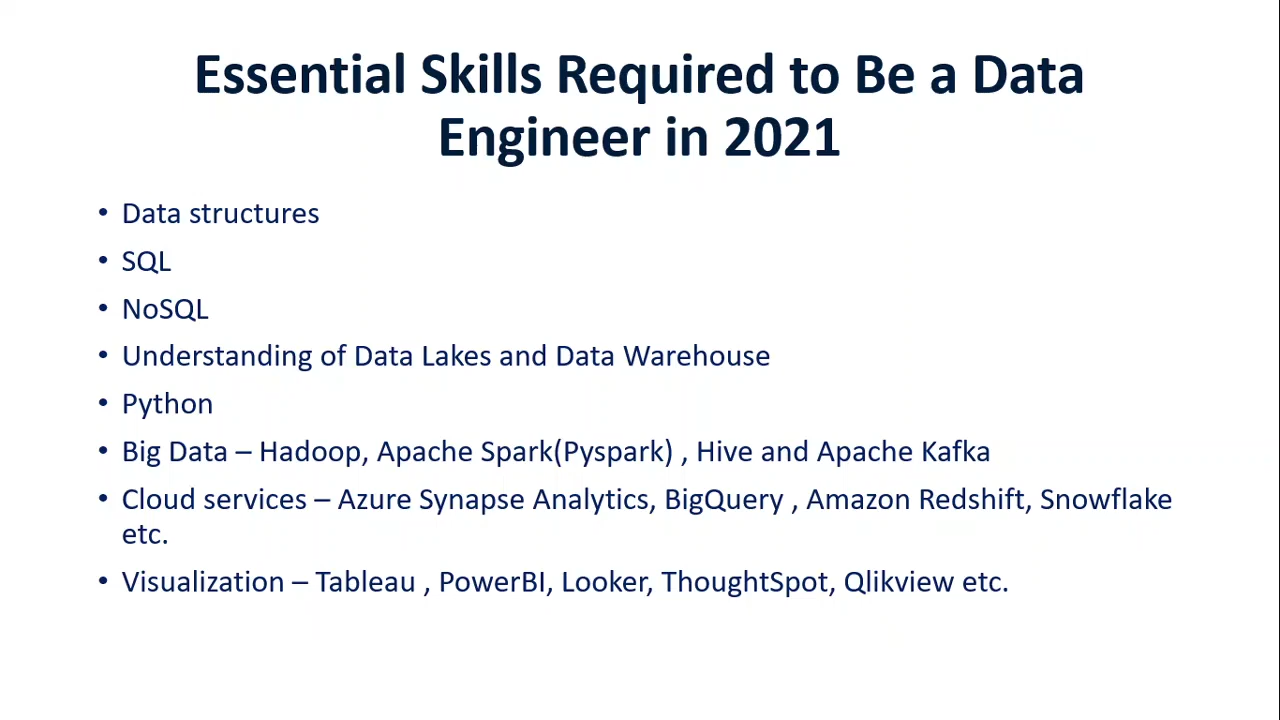 Essential Skills Required to Be a Data
Engineer in 2021
• Data structures
• SQL
• NoSQL
• Understanding of Data Lakes and Data Warehouse
• Python
• Big Data – Hadoop, Apache Spark(Pyspark) , Hive and Apache Kafka
• Cloud services – Azure Synapse Analytics, BigQuery , Amazon Redshift, Snowflake
etc.
• Visualization – Tableau , PowerBI, Looker, ThoughtSpot, Qlikview etc.